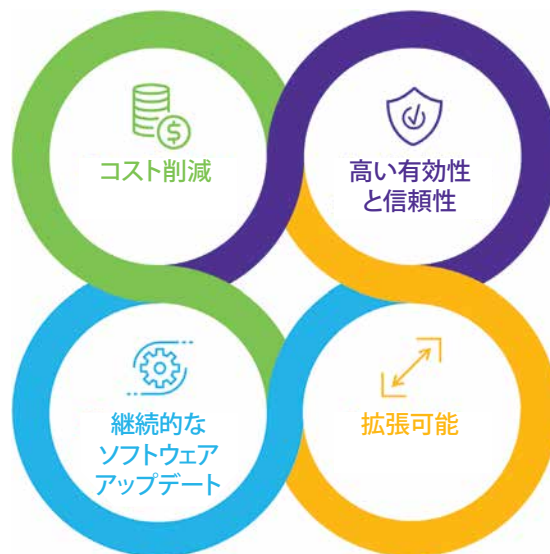 コスト削減
高い有効性
と信頼性
継続的な
ソフトウェア
アップデート
拡張可能